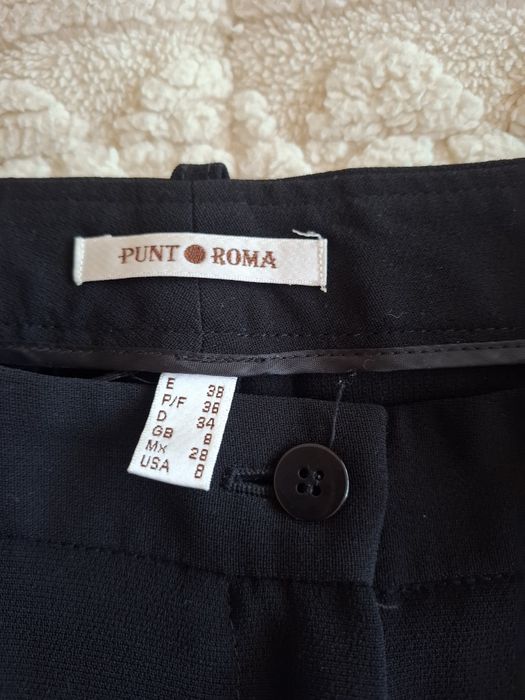 PUNT ROMA
E 38
P/F 36
D 34
GB 8
Mx 28
USA 8